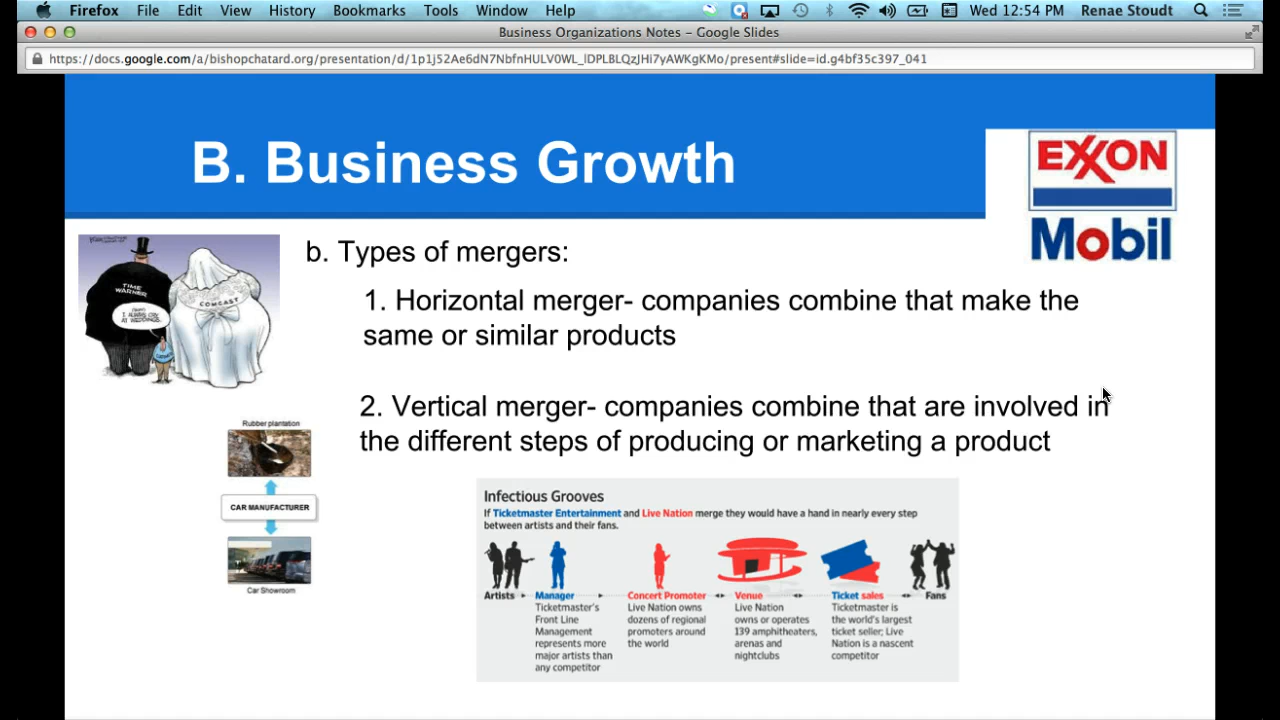 Firefox File Edit View History Bookmarks Tools Window Help Wed 12:54 PM Renae Stoudt
Business Organizations Notes – Google Slides
https://docs.google.com/a/bishopchatard.org/presentation/d/1p1j52Ae6dN7NbfnHULV0WL_lDPLBLQzJHi7yAWKgKMo/present#slide=id.g4bf35c397_041
B. Business Growth
EXXON
Mobil
b. Types of mergers:
TIME
WARNER
COMCAST
I ALWAYS CRY
AT WEDDINGS.
1. Horizontal merger- companies combine that make the
same or similar products
2. Vertical merger- companies combine that are involved in
the different steps of producing or marketing a product
Rubber plantation
CAR MANUFACTURER
Car Showroom
Infectious Grooves
If Ticketmaster Entertainment and Live Nation merge they would have a hand in nearly every step
between artists and their fans.
Artists
Manager
Ticketmaster's
Front Line
Management
represents more
major artists than
any competitor
Concert Promoter
Live Nation owns
dozens of regional
promoters around
the world
Venue
Live Nation
owns or operates
139 amphitheaters,
arenas and
nightclubs
Ticket sales
Ticketmaster is
the world's largest
ticket seller; Live
Nation is a nascent
competitor
Fans